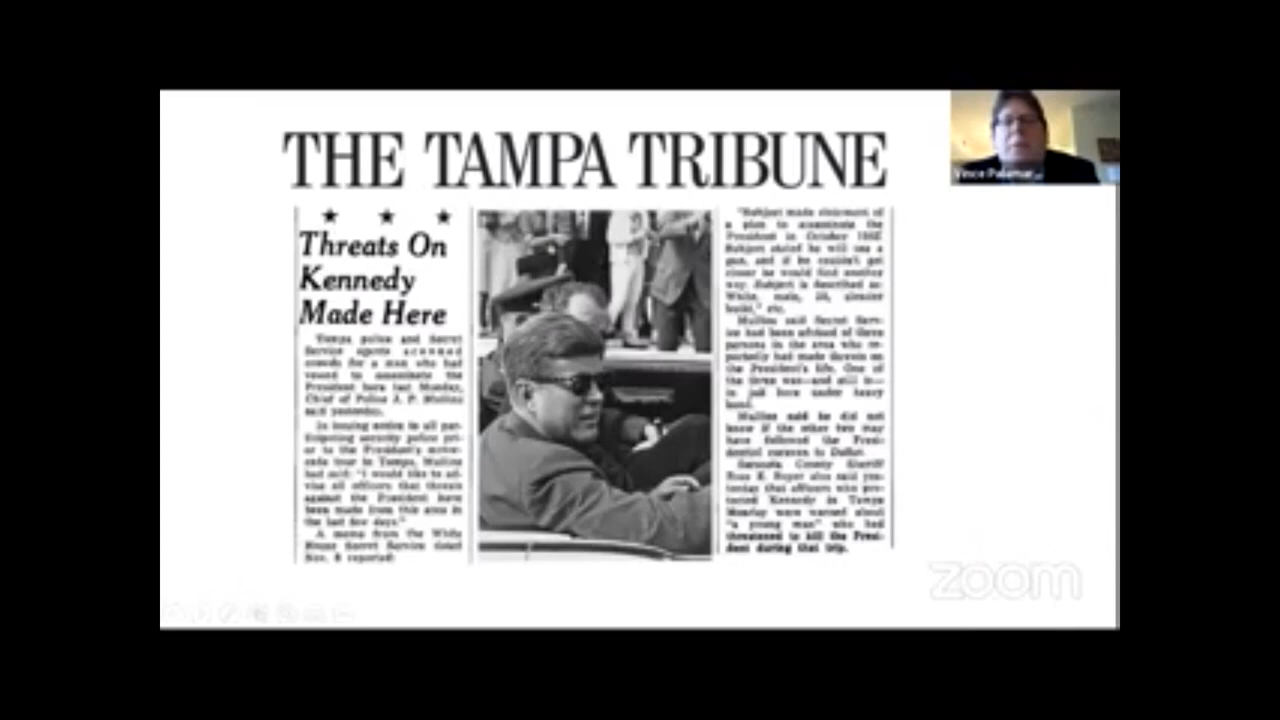 THE TAMPA TRIBUNE
Threats On
Kennedy
Made Here
Tampa police and Secret
Service agents scanned
crowds for a man who had
vowed to assassinate the
President here last Monday,
Chief of Police J. P. Mullins
said yesterday.
In issuing notice to all par-
ticipating security police pri-
or to the President's motor-
cade tour in Tampa, Mullins
had said: "I would like to ad-
vise all officers that threats
against the President have
been made from this area in
the last few days."
A memo from the White
House Secret Service dated
Nov. 8 reported:
"Subject made statement of
a plan to assassinate the
President in October 1963.
Subject stated he will use a
gun, and if he couldn't get
closer he would find another
way. Subject is described as:
White, male, 20, slender
build," etc.
Mullins said Secret Serv-
ice had been advised of three
persons in the area who re-
portedly had made threats on
the President's life. One of
the three was—and still is—
in jail here under heavy
bond.
Mullins said he did not
know if the other two may
have followed the Presi-
dential caravan to Dallas.
Sarasota County Sheriff
Ross E. Boyer also said yes-
terday that officers who pro-
tected Kennedy in Tampa
Monday were warned about
"a young man" who had
threatened to kill the Presi-
dent during that trip.
Vince Palamar
zoom